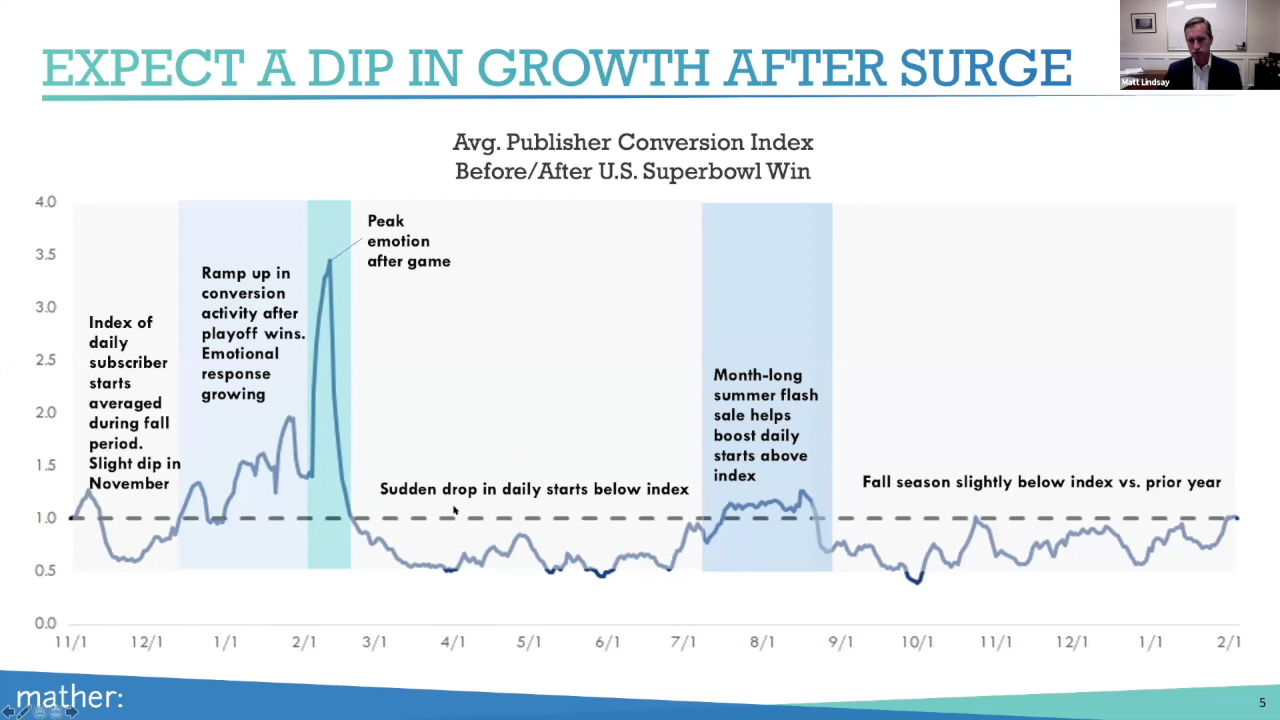 EXPECT A DIP IN GROWTH AFTER SURGE
Matt Lindsay
Avg. Publisher Conversion Index
Before/After U.S. Superbowl Win
4.0
3.5
3.0
2.5
2.0
1.5
1.0
0.5
0.0
Index of
daily
subscriber
starts
averaged
during fall
period.
Slight dip in
November
Ramp up in
conversion
activity after
playoff wins.
Emotional
response
growing
Peak
emotion
after game
Sudden drop in daily starts below index
Month-long
summer flash
sale helps
boost daily
starts above
index
Fall season slightly below index vs. prior year
11/1 12/1 1/1 2/1 3/1 4/1 5/1 6/1 7/1 8/1 9/1 10/1 11/1 12/1 1/1 2/1
mather:
5